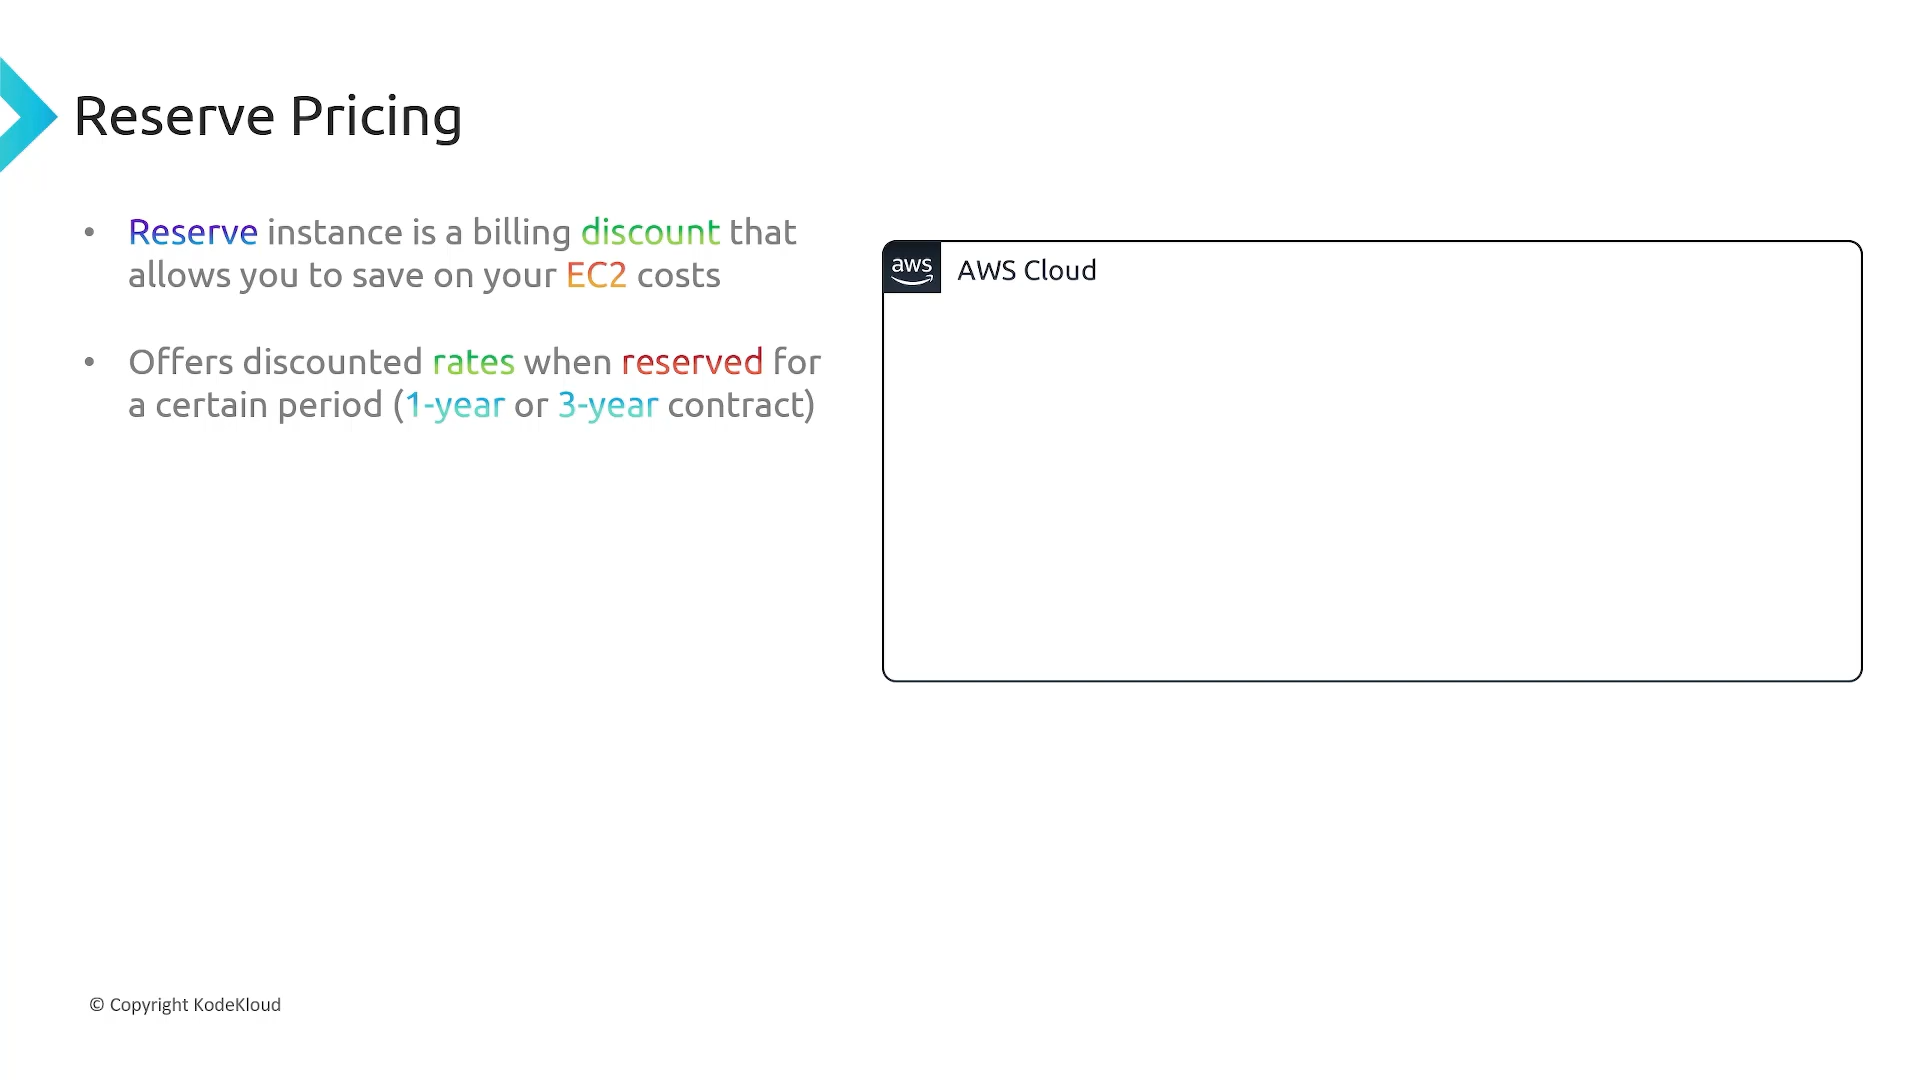 Reserve Pricing
• Reserve instance is a billing discount that
allows you to save on your EC2 costs
• Offers discounted rates when reserved for
a certain period (1-year or 3-year contract)
aws
AWS Cloud
© Copyright KodeKloud